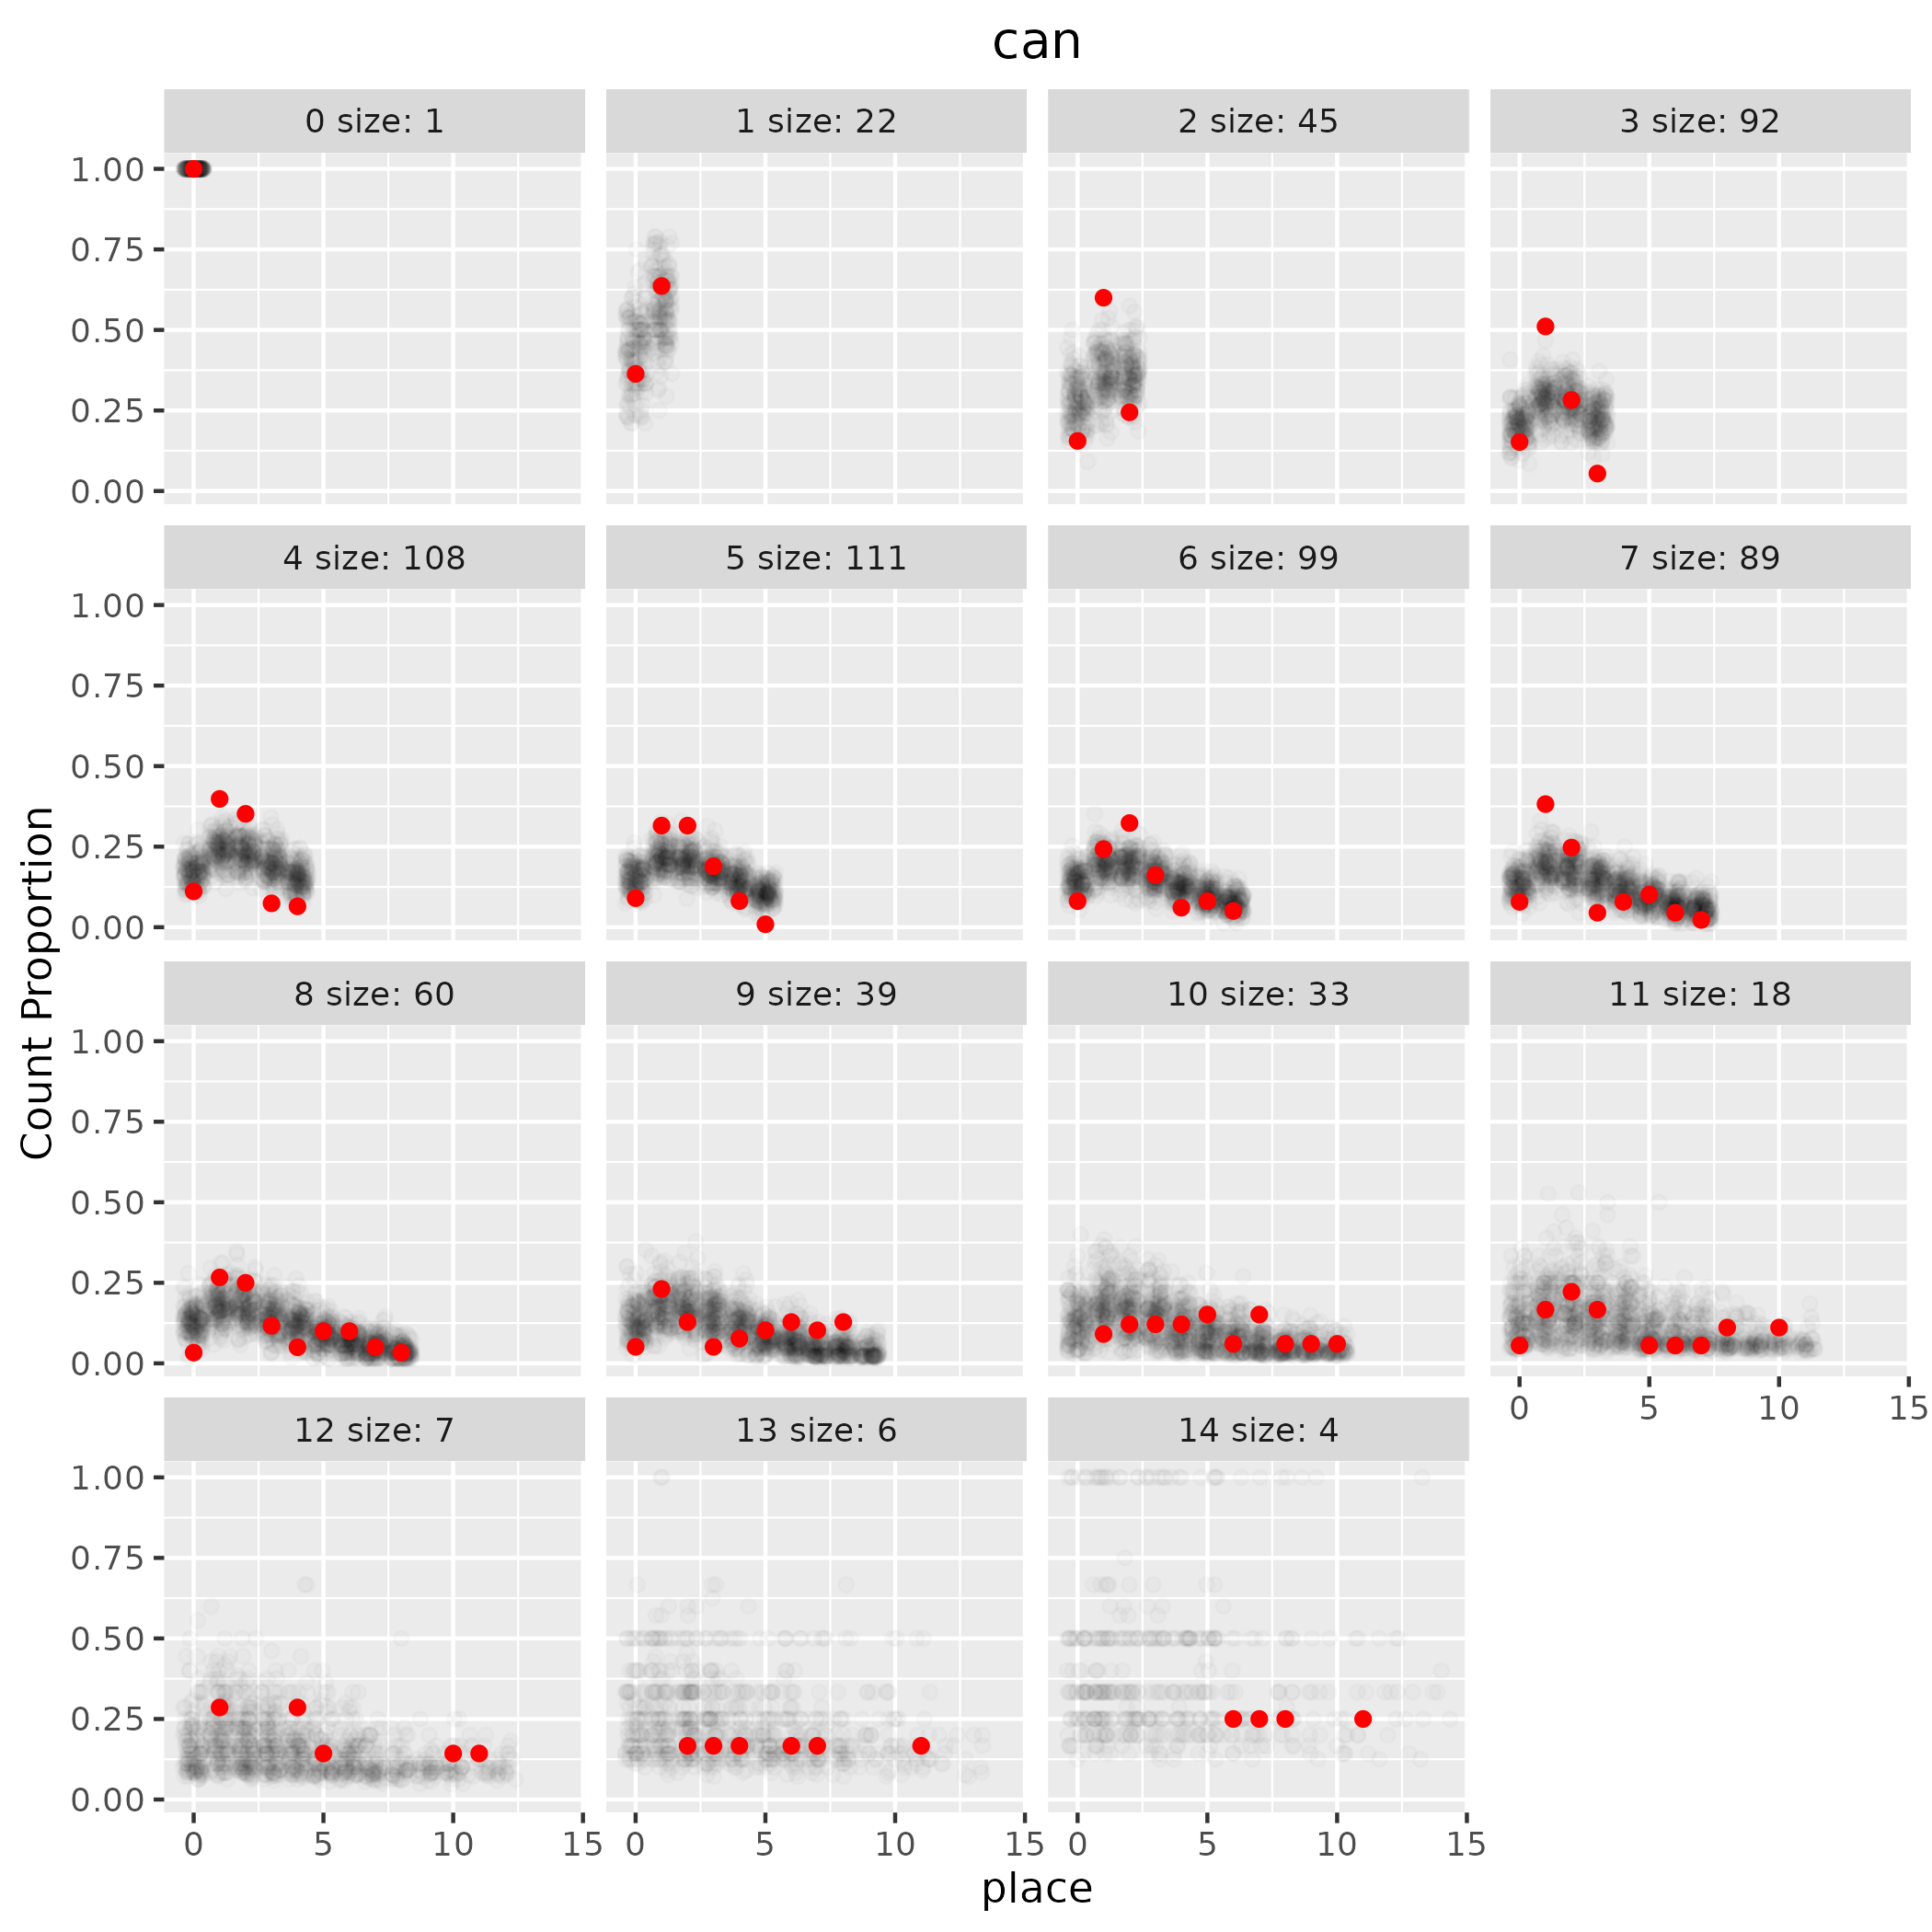 can
0 size: 1
1 size: 22
2 size: 45
3 size: 92
1.00
0.75
0.50
0.25
0.00
4 size: 108
5 size: 111
6 size: 99
7 size: 89
1.00
0.75
0.50
0.25
0.00
Count Proportion
8 size: 60
9 size: 39
10 size: 33
11 size: 18
1.00
0.75
0.50
0.25
0.00
0 5 10 15
12 size: 7
13 size: 6
14 size: 4
1.00
0.75
0.50
0.25
0.00
0 5 10 15
0 5 10 15
0 5 10 15
place